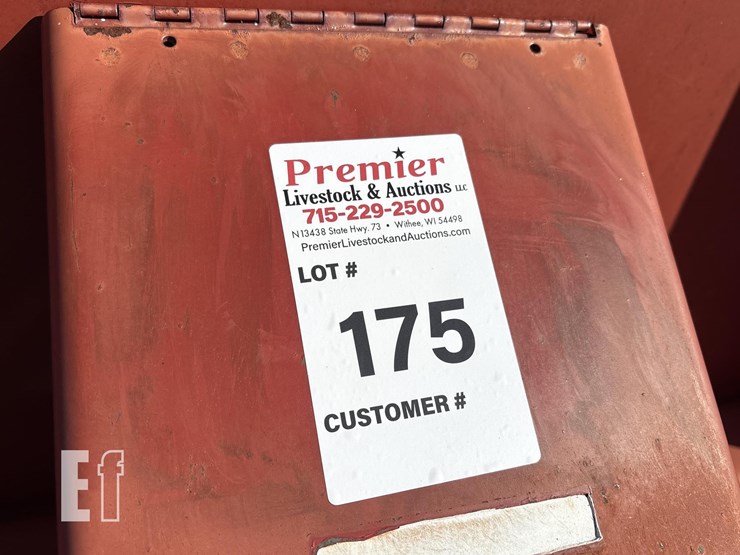 Premier
Livestock & Auctions LLC
715-229-2500
N13438 State Hwy. 73 • Withee, WI 54498
PremierLivestockandAuctions.com
LOT #
175
CUSTOMER #
Ef